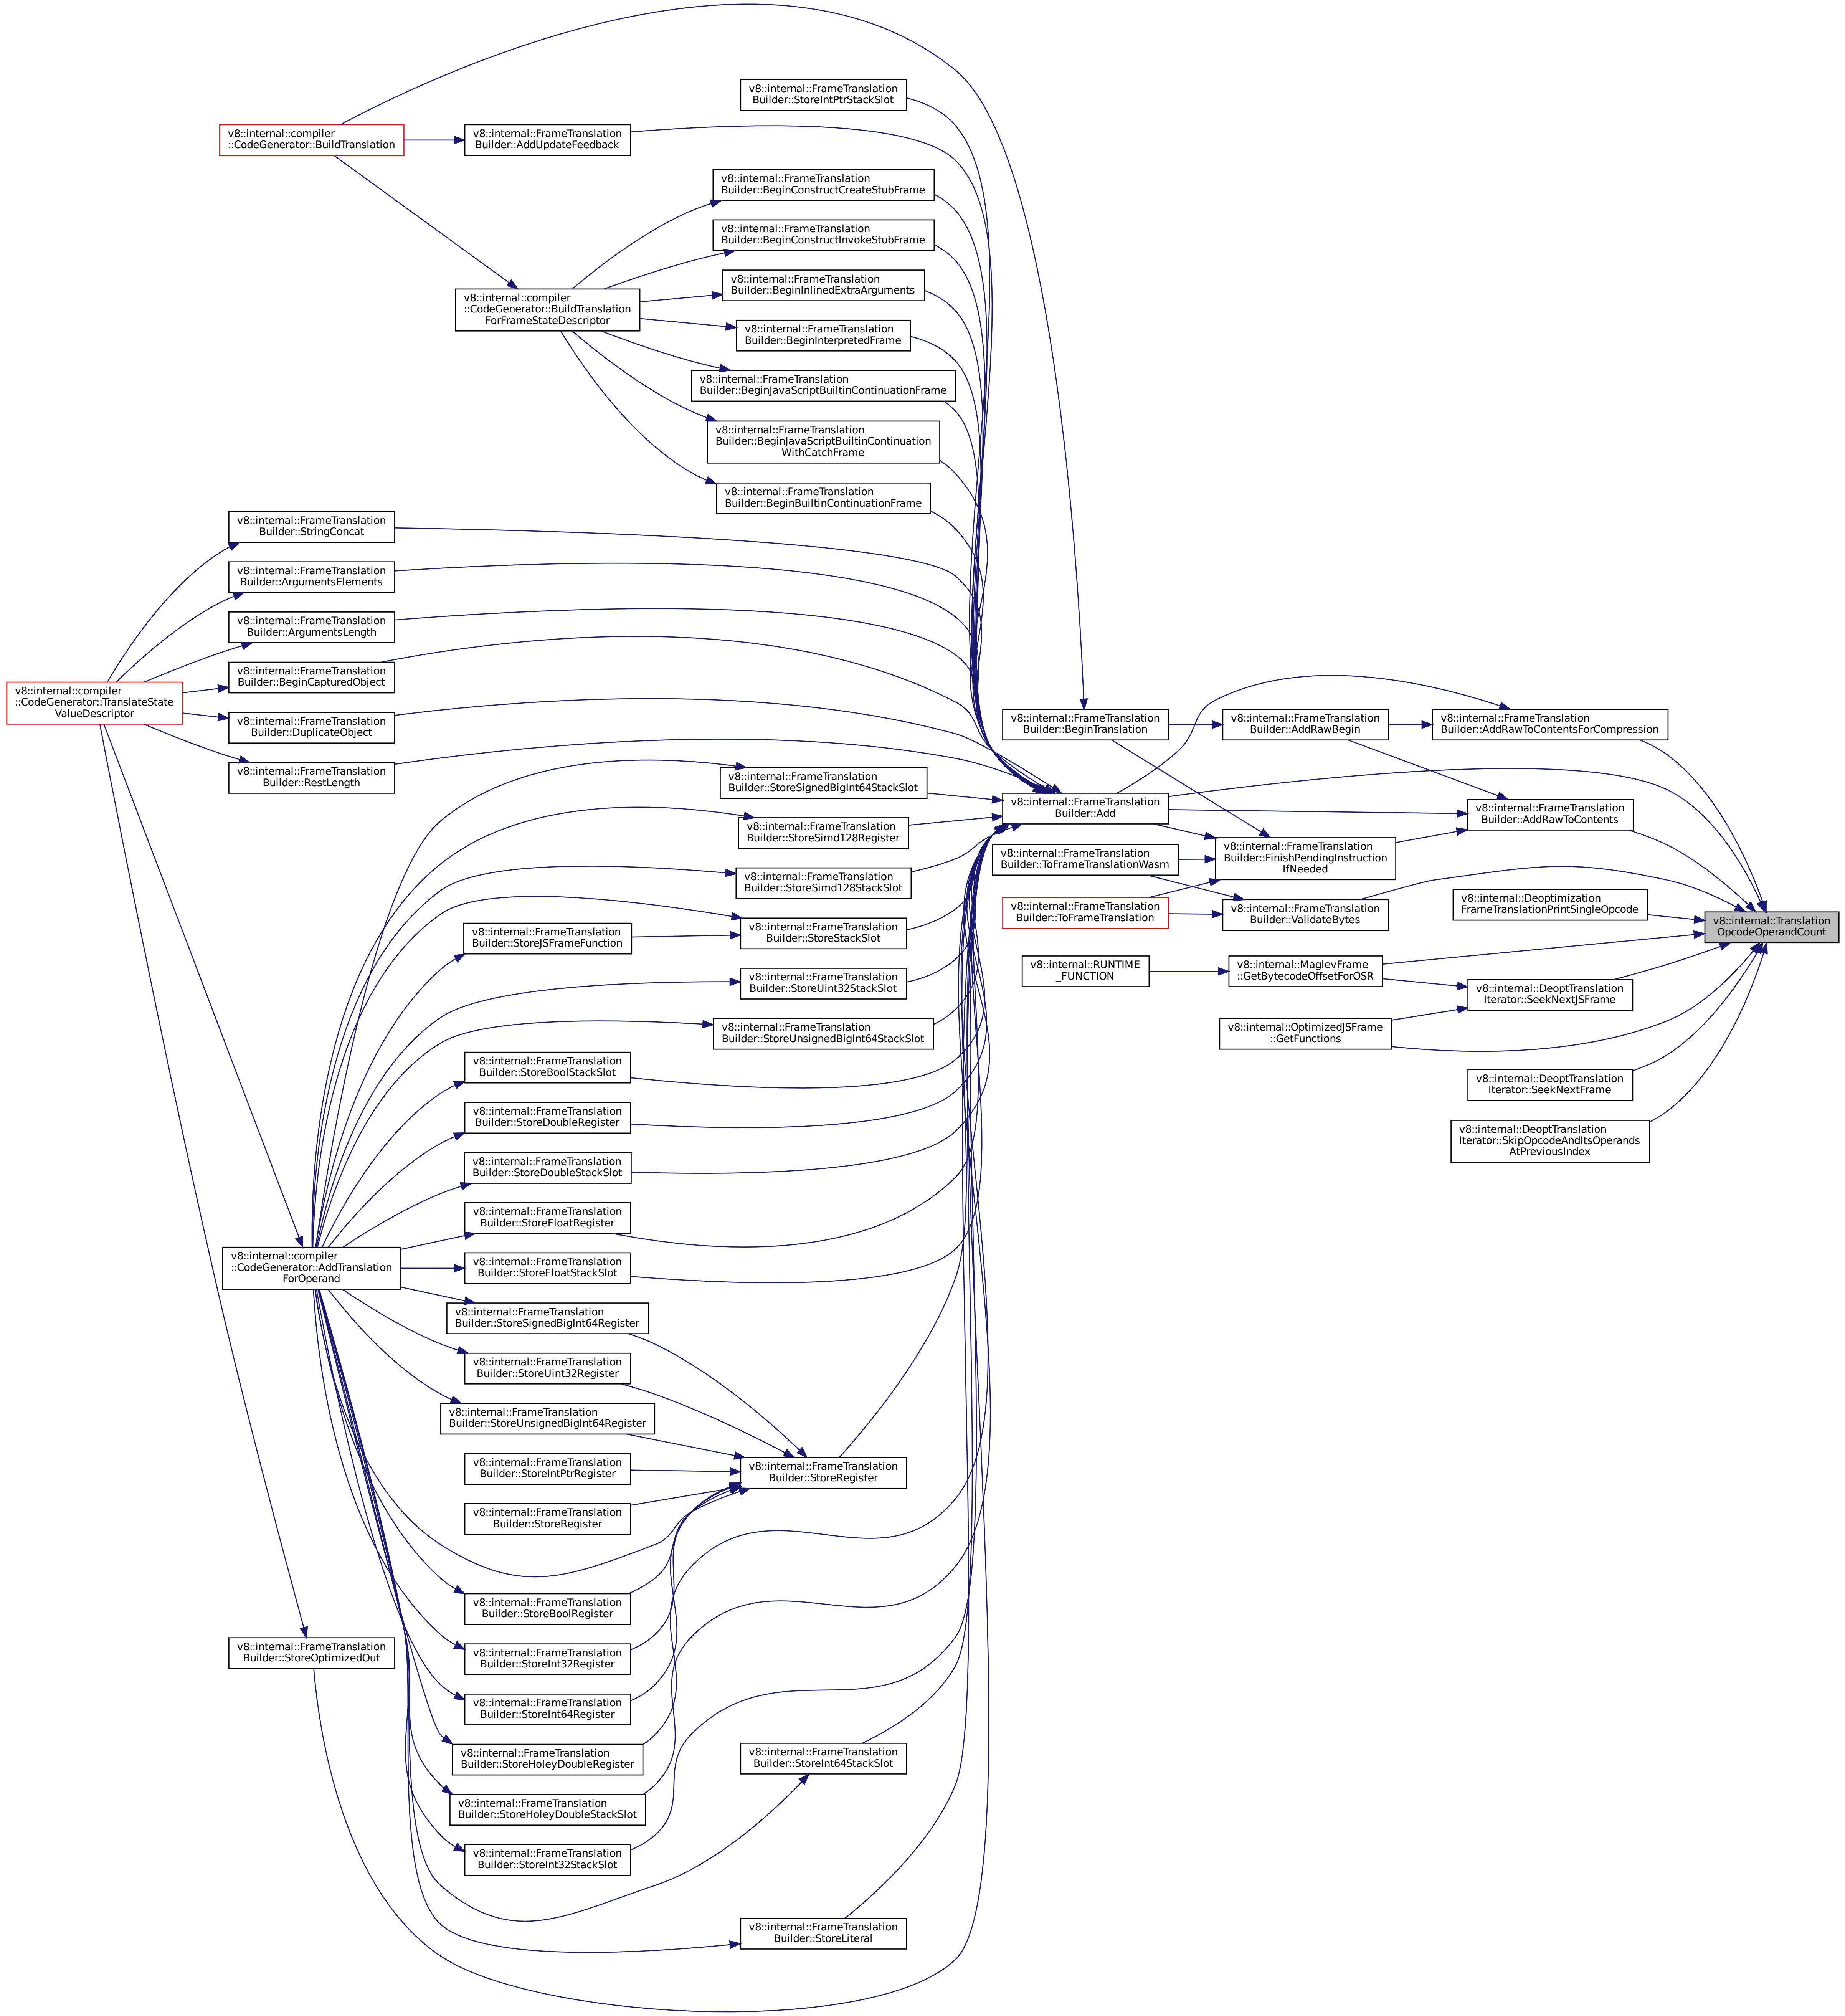 v8::internal::FrameTranslation
Builder::StoreIntPtrStackSlot
v8::internal::compiler
::CodeGenerator::BuildTranslation
v8::internal::FrameTranslation
Builder::AddUpdateFeedback
v8::internal::FrameTranslation
Builder::BeginConstructCreateStubFrame
v8::internal::FrameTranslation
Builder::BeginConstructInvokeStubFrame
v8::internal::FrameTranslation
Builder::BeginInlinedExtraArguments
v8::internal::compiler
::CodeGenerator::BuildTranslation
ForFrameStateDescriptor
v8::internal::FrameTranslation
Builder::BeginInterpretedFrame
v8::internal::FrameTranslation
Builder::BeginJavaScriptBuiltinContinuationFrame
v8::internal::FrameTranslation
Builder::BeginJavaScriptBuiltinContinuation
WithCatchFrame
v8::internal::FrameTranslation
Builder::BeginBuiltinContinuationFrame
v8::internal::FrameTranslation
Builder::StringConcat
v8::internal::FrameTranslation
Builder::ArgumentsElements
v8::internal::FrameTranslation
Builder::ArgumentsLength
v8::internal::FrameTranslation
Builder::BeginCapturedObject
v8::internal::compiler
::CodeGenerator::TranslateState
ValueDescriptor
v8::internal::FrameTranslation
Builder::DuplicateObject
v8::internal::FrameTranslation
Builder::RestLength
v8::internal::FrameTranslation
Builder::BeginTranslation
v8::internal::FrameTranslation
Builder::AddRawBegin
v8::internal::FrameTranslation
Builder::AddRawToContentsForCompression
v8::internal::FrameTranslation
Builder::StoreSignedBigInt64StackSlot
v8::internal::FrameTranslation
Builder::Add
v8::internal::FrameTranslation
Builder::AddRawToContents
v8::internal::FrameTranslation
Builder::StoreSimd128Register
v8::internal::FrameTranslation
Builder::ToFrameTranslationWasm
v8::internal::FrameTranslation
Builder::FinishPendingInstruction
IfNeeded
v8::internal::FrameTranslation
Builder::StoreSimd128StackSlot
v8::internal::FrameTranslation
Builder::ToFrameTranslation
v8::internal::FrameTranslation
Builder::ValidateBytes
v8::internal::Deoptimization
FrameTranslationPrintSingleOpcode
v8::internal::Translation
OpcodeOperandCount
v8::internal::FrameTranslation
Builder::StoreJSFrameFunction
v8::internal::FrameTranslation
Builder::StoreStackSlot
v8::internal::RUNTIME
_FUNCTION
v8::internal::MaglevFrame
::GetBytecodeOffsetForOSR
v8::internal::FrameTranslation
Builder::StoreUint32StackSlot
v8::internal::DeoptTranslation
Iterator::SeekNextJSFrame
v8::internal::FrameTranslation
Builder::StoreUnsignedBigInt64StackSlot
v8::internal::OptimizedJSFrame
::GetFunctions
v8::internal::FrameTranslation
Builder::StoreBoolStackSlot
v8::internal::DeoptTranslation
Iterator::SeekNextFrame
v8::internal::FrameTranslation
Builder::StoreDoubleRegister
v8::internal::DeoptTranslation
Iterator::SkipOpcodeAndItsOperands
AtPreviousIndex
v8::internal::FrameTranslation
Builder::StoreDoubleStackSlot
v8::internal::FrameTranslation
Builder::StoreFloatRegister
v8::internal::compiler
::CodeGenerator::AddTranslation
ForOperand
v8::internal::FrameTranslation
Builder::StoreFloatStackSlot
v8::internal::FrameTranslation
Builder::StoreSignedBigInt64Register
v8::internal::FrameTranslation
Builder::StoreUint32Register
v8::internal::FrameTranslation
Builder::StoreUnsignedBigInt64Register
v8::internal::FrameTranslation
Builder::StoreIntPtrRegister
v8::internal::FrameTranslation
Builder::StoreRegister
v8::internal::FrameTranslation
Builder::StoreRegister
v8::internal::FrameTranslation
Builder::StoreBoolRegister
v8::internal::FrameTranslation
Builder::StoreOptimizedOut
v8::internal::FrameTranslation
Builder::StoreInt32Register
v8::internal::FrameTranslation
Builder::StoreInt64Register
v8::internal::FrameTranslation
Builder::StoreHoleyDoubleRegister
v8::internal::FrameTranslation
Builder::StoreInt64StackSlot
v8::internal::FrameTranslation
Builder::StoreHoleyDoubleStackSlot
v8::internal::FrameTranslation
Builder::StoreInt32StackSlot
v8::internal::FrameTranslation
Builder::StoreLiteral